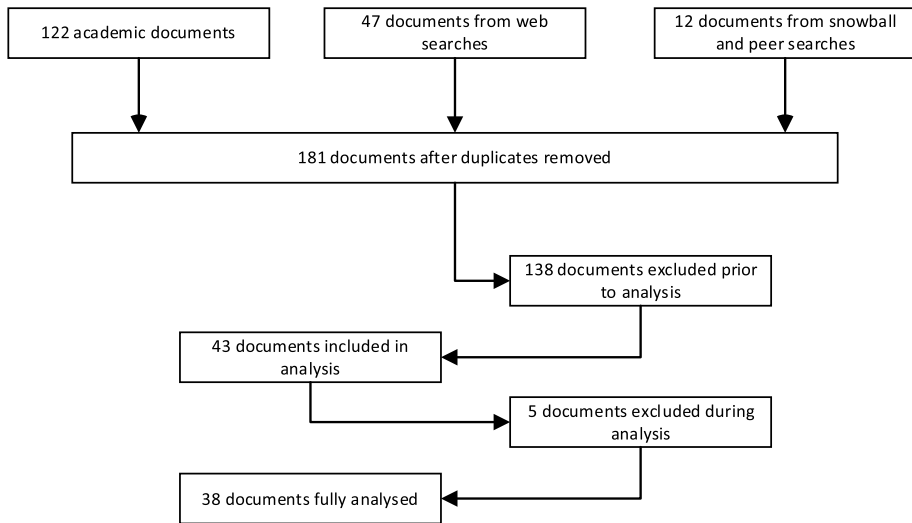 122 academic documents
47 documents from web
searches
12 documents from snowball
and peer searches
181 documents after duplicates removed
138 documents excluded prior
to analysis
43 documents included in
analysis
5 documents excluded during
analysis
38 documents fully analysed